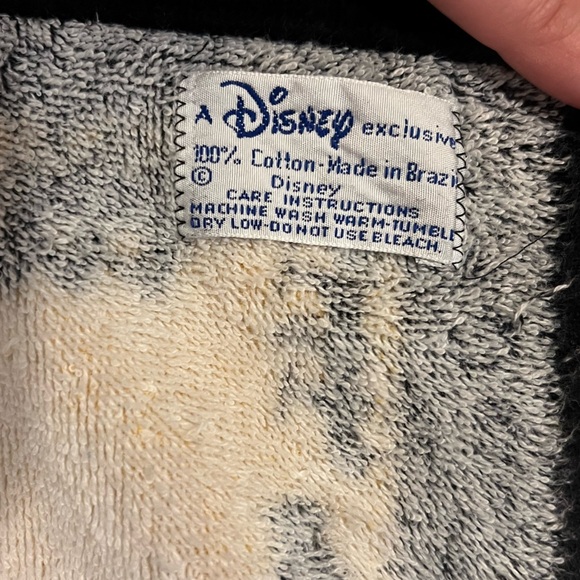 A Disney exclusive
100% Cotton-Made in Brazi
© Disney
CARE INSTRUCTIONS
MACHINE WASH WARM-TUMBLE
DRY LOW-DO NOT USE BLEACH.